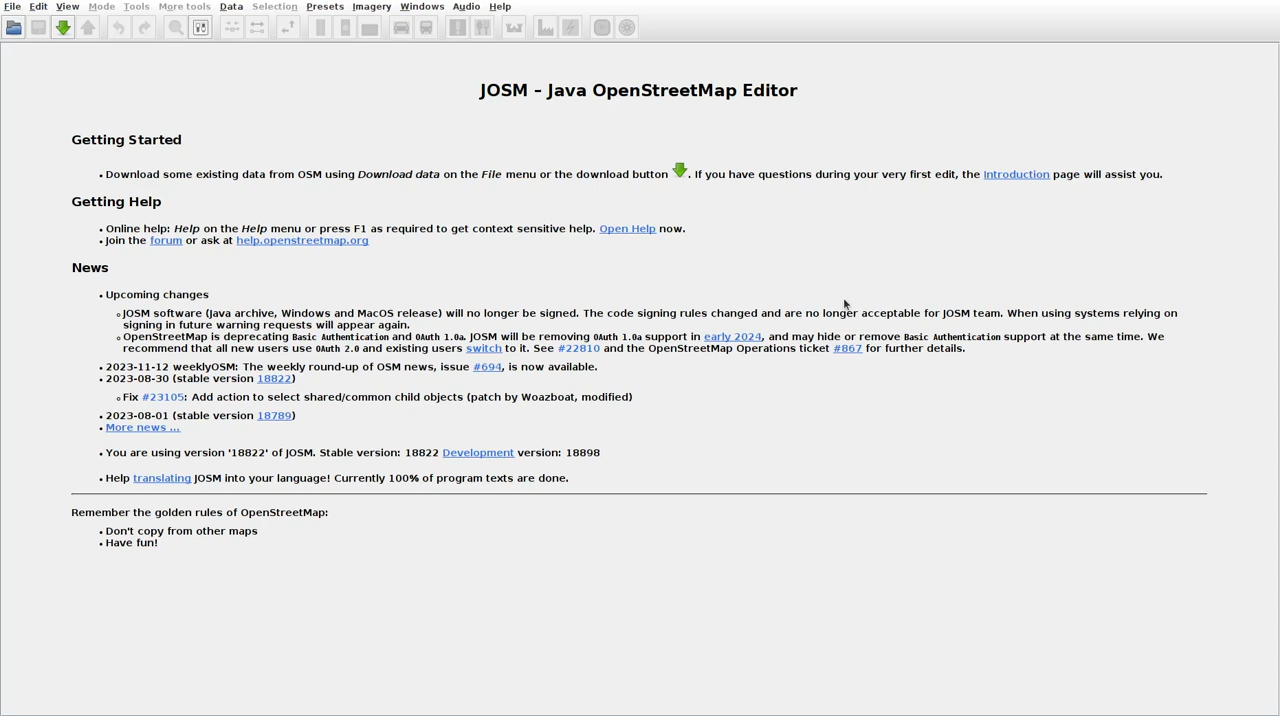 File Edit View Mode Tools More tools Selection Data Presets Imagery Windows Audio Help
JOSM – Java OpenStreetMap Editor
Getting Started
Download some existing data from OSM using Download data on the File menu or the download button . If you have questions during your very first edit, the Introduction page will assist you.
Getting Help
Online help: Help on the Help menu or press F1 as required to get context sensitive help. Open Help now.
Join the forum or ask at help.openstreetmap.org
News
Upcoming changes
JOSM software (Java archive, Windows and MacOS release) will no longer be signed. The code signing rules changed and are no longer acceptable for JOSM team. When using systems relying on
signing in future warning requests will appear again.
OpenStreetMap is deprecating Basic Authentication and OAuth 1.0a. JOSM will be removing OAuth 1.0a support in early 2024, and may hide or remove Basic Authentication support at the same time. We
recommend that all new users use OAuth 2.0 and existing users switch to it. See #22810 and the OpenStreetMap Operations ticket #867 for further details.
2023-11-12 weeklyOSM: The weekly round-up of OSM news, issue #694, is now available.
2023-08-30 (stable version 18822)
Fix #23105: Add action to select shared/common child objects (patch by Woazboat, modified)
2023-08-01 (stable version 18789)
More news ...
You are using version '18822' of JOSM. Stable version: 18822 Development version: 18898
Help translating JOSM into your language! Currently 100% of program texts are done.
Remember the golden rules of OpenStreetMap:
Don't copy from other maps
Have fun!